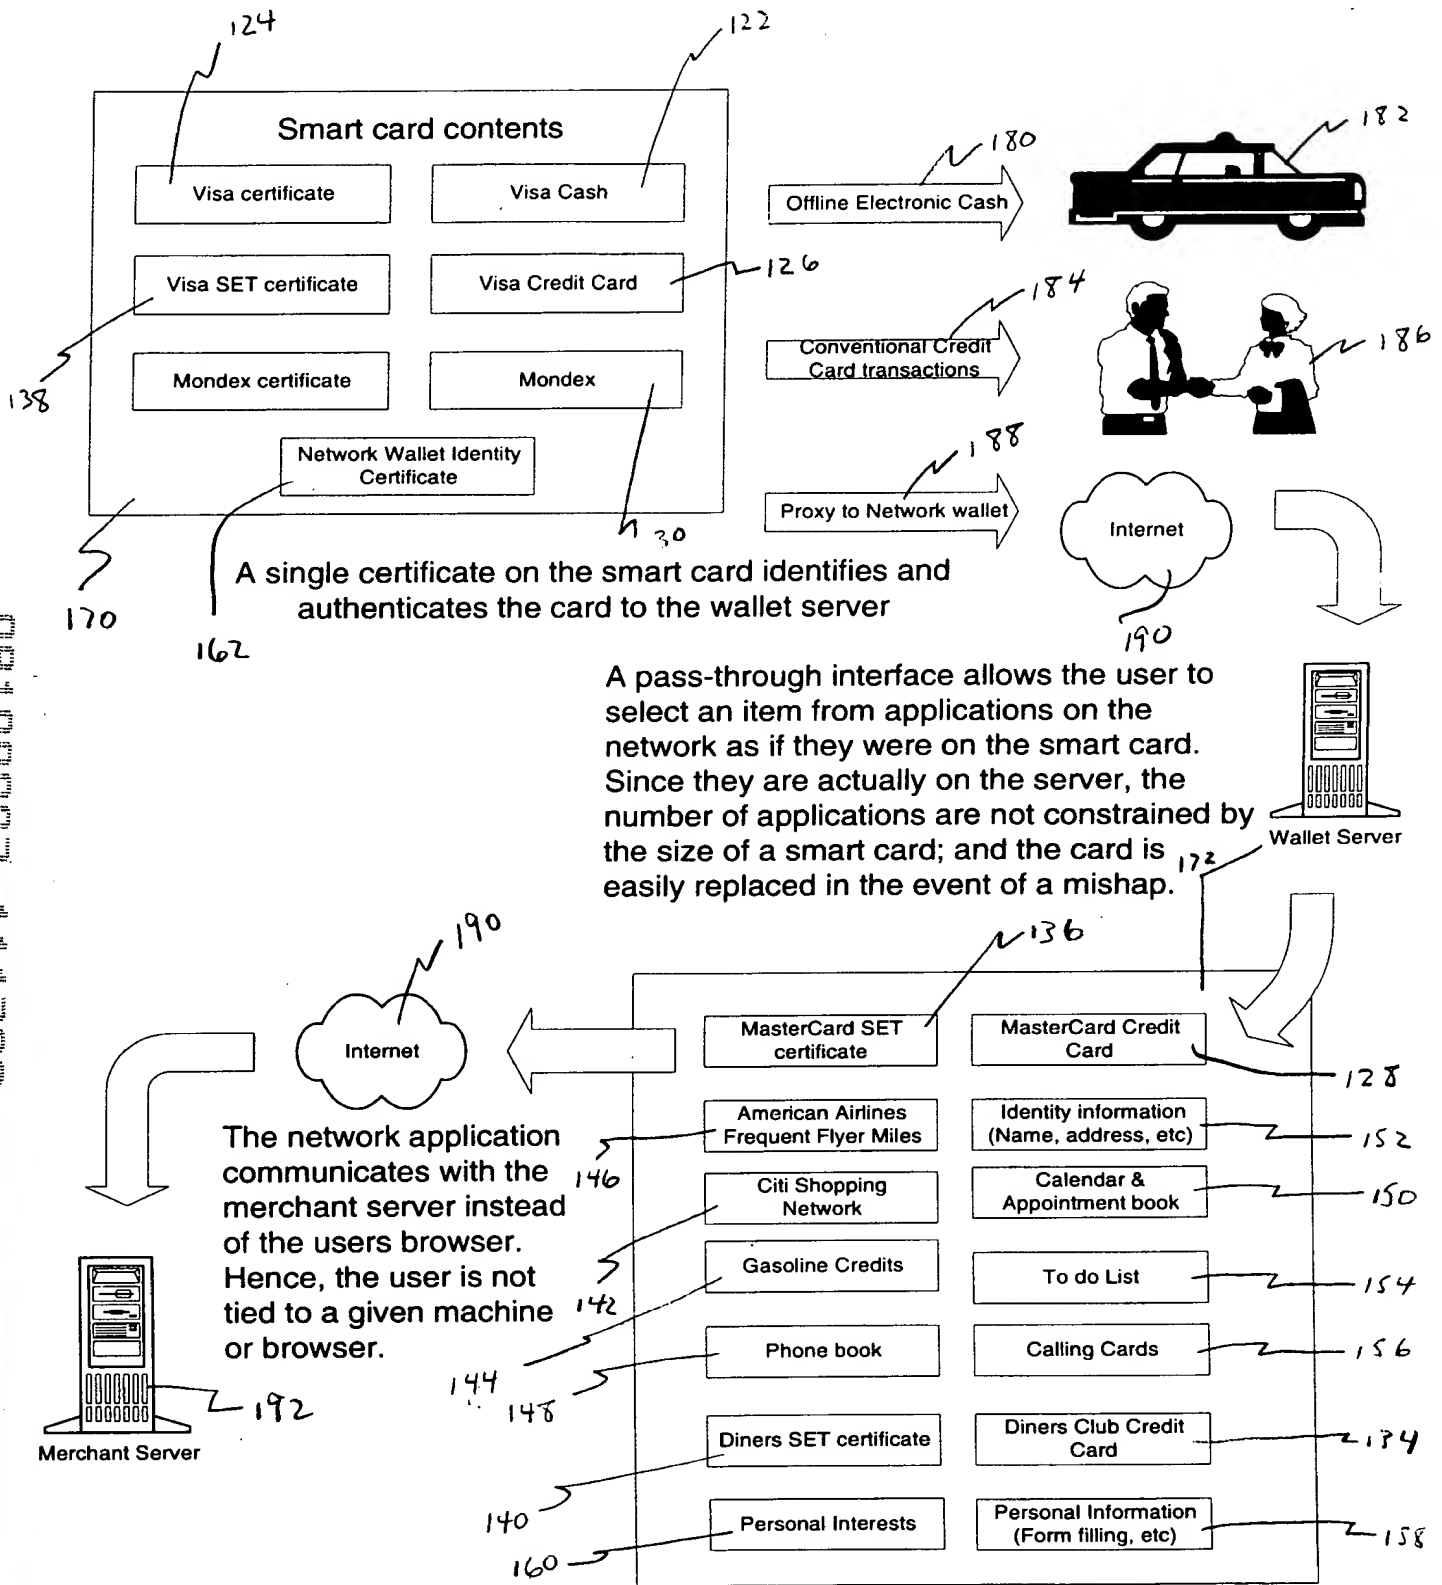 124
122
Smart card contents
Visa certificate
Visa Cash
Visa SET certificate
Visa Credit Card
126
Mondex certificate
Mondex
138
Network Wallet Identity
Certificate
170
162
30
180
Offline Electronic Cash
182
184
Conventional Credit
Card transactions
186
188
Proxy to Network wallet
Internet
190
A single certificate on the smart card identifies and
authenticates the card to the wallet server
A pass-through interface allows the user to
select an item from applications on the
network as if they were on the smart card.
Since they are actually on the server, the
number of applications are not constrained by
the size of a smart card; and the card is
easily replaced in the event of a mishap.
Wallet Server
172
190
136
Internet
MasterCard SET
certificate
MasterCard Credit
Card
128
American Airlines
Frequent Flyer Miles
146
Identity information
(Name, address, etc)
152
Citi Shopping
Network
142
Calendar &
Appointment book
150
Gasoline Credits
144
To do List
154
Phone book
148
Calling Cards
156
Diners SET certificate
140
Diners Club Credit
Card
134
Personal Interests
160
Personal Information
(Form filling, etc)
158
The network application
communicates with the
merchant server instead
of the users browser.
Hence, the user is not
tied to a given machine
or browser.
192
Merchant Server